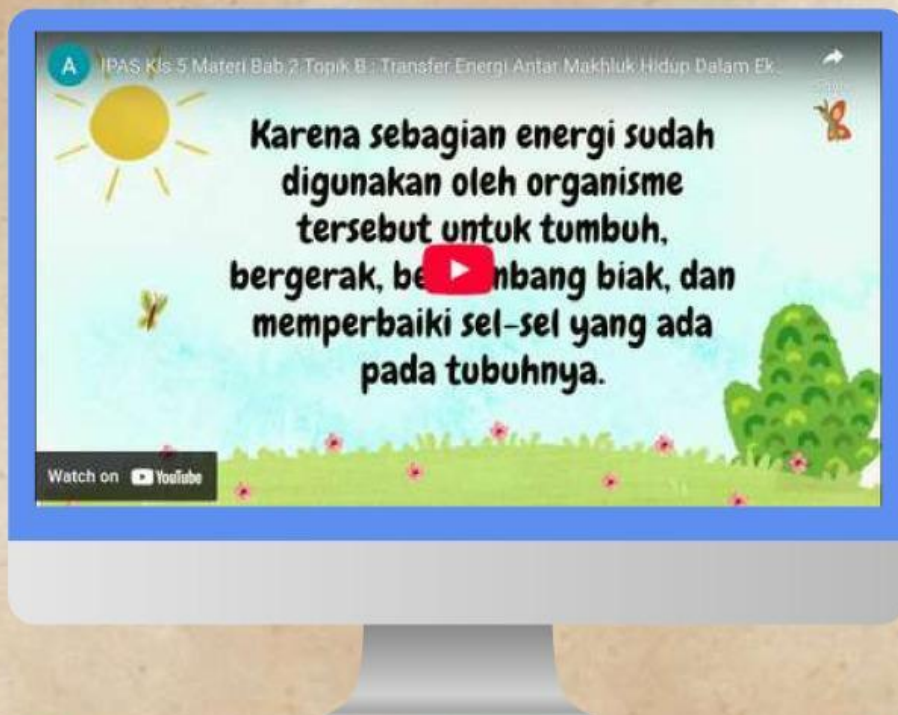 A
IPAS Kls 5 Materi Bab 2 Topik B : Transfer Energi Antar Makhluk Hidup Dalam Ek...
Karena sebagian energi sudah
digunakan oleh organisme
tersebut untuk tumbuh,
bergerak, be mbang biak, dan
memperbaiki sel-sel yang ada
pada tubuhnya.
Watch on YouTube